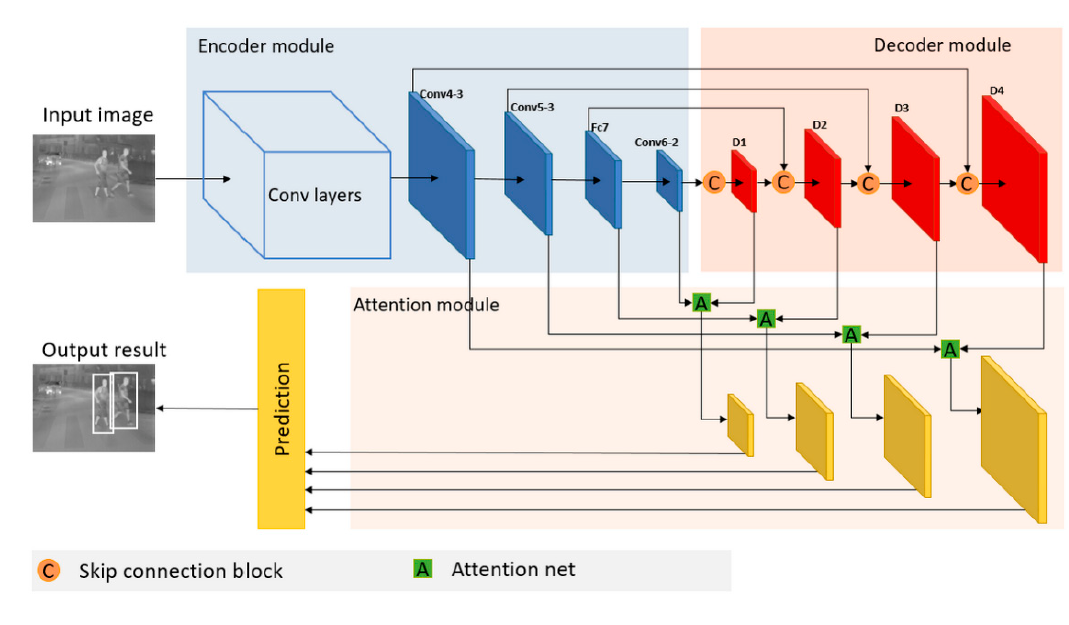 Encoder module
Decoder module
Input image
Conv layers
Conv4-3
Conv5-3
Fc7
Conv6-2
C
D1
C
D2
C
D3
C
D4
Attention module
A
A
A
A
Output result
Prediction
C Skip connection block
A Attention net